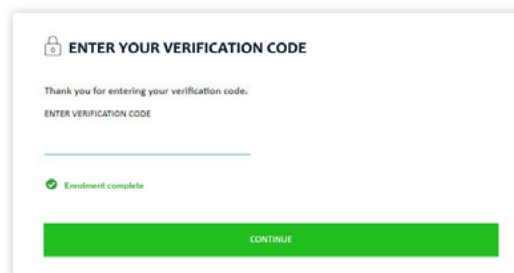 ENTER YOUR VERIFICATION CODE
Thank you for entering your verification code.
ENTER VERIFICATION CODE
Enrolment complete
CONTINUE